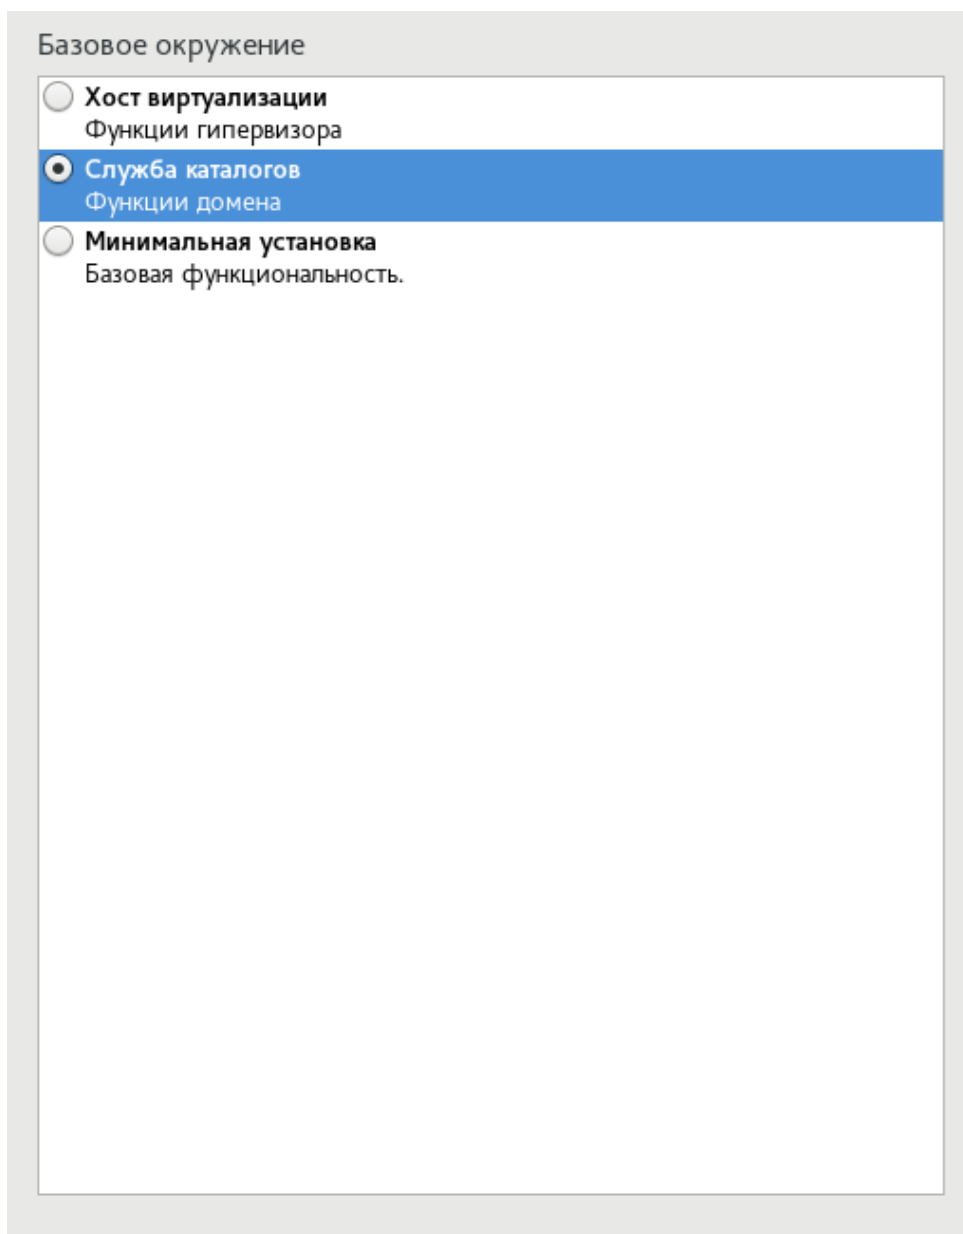 Базовое окружение
Хост виртуализации
Функции гипервизора
Служба каталогов
Функции домена
Минимальная установка
Базовая функциональность.